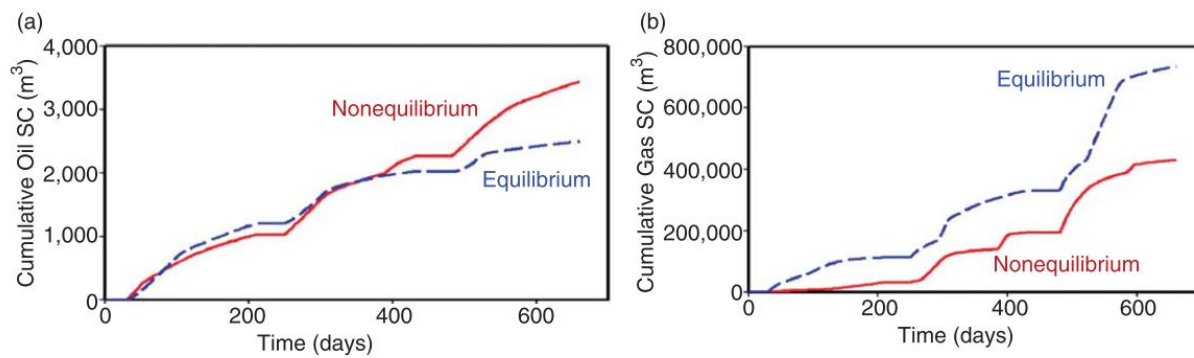 (a)
4,000
3,000
2,000
1,000
0
Cumulative Oil SC (m³)
Nonequilibrium
Equilibrium
0
200
400
600
Time (days)
(b)
800,000
600,000
400,000
200,000
0
Cumulative Gas SC (m³)
Equilibrium
Nonequilibrium
0
200
400
600
Time (days)